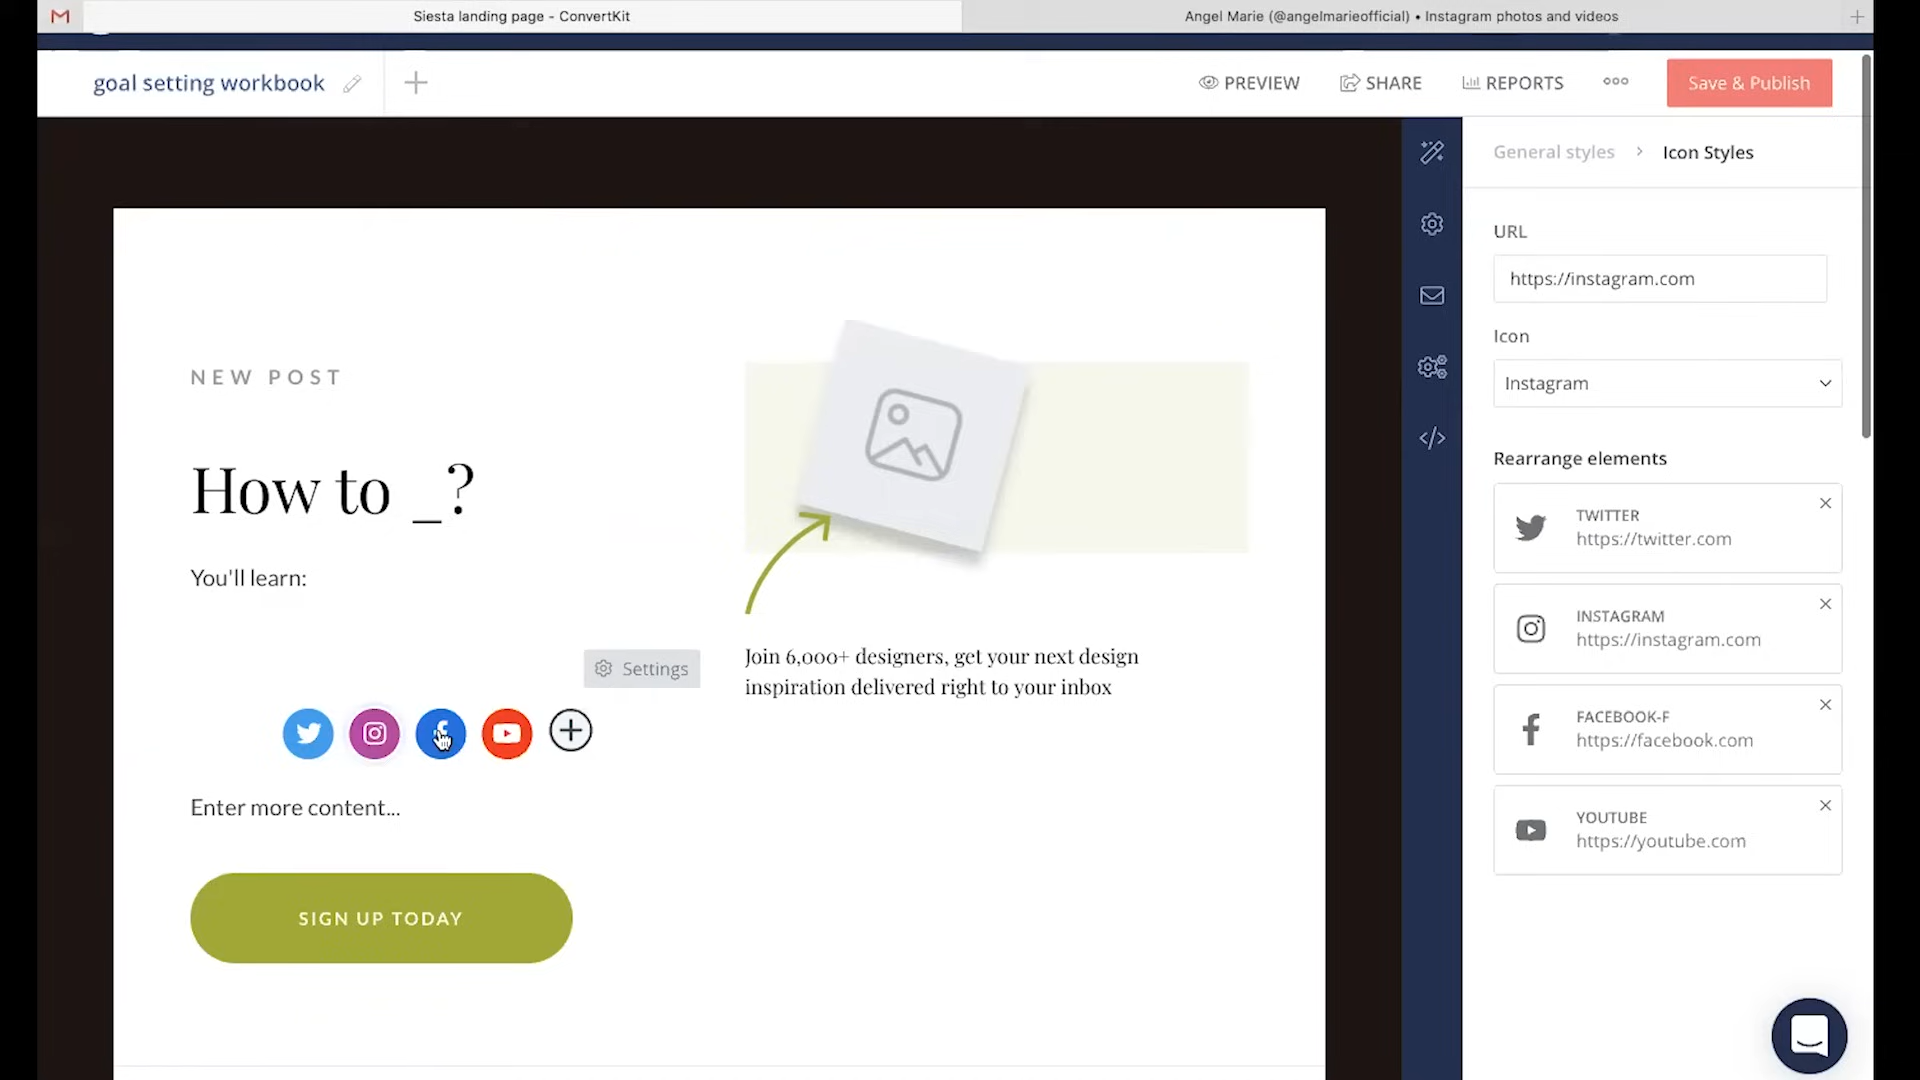 Siesta landing page - ConvertKit
Angel Marie (@angelmarieofficial) • Instagram photos and videos
goal setting workbook
PREVIEW
SHARE
REPORTS
Save & Publish
General styles > Icon Styles
URL
https://instagram.com
Icon
Instagram
Rearrange elements
TWITTER
https://twitter.com
INSTAGRAM
https://instagram.com
FACEBOOK-F
https://facebook.com
YOUTUBE
https://youtube.com
NEW POST
How to _?
You'll learn:
Settings
Enter more content...
SIGN UP TODAY
Join 6,000+ designers, get your next design
inspiration delivered right to your inbox